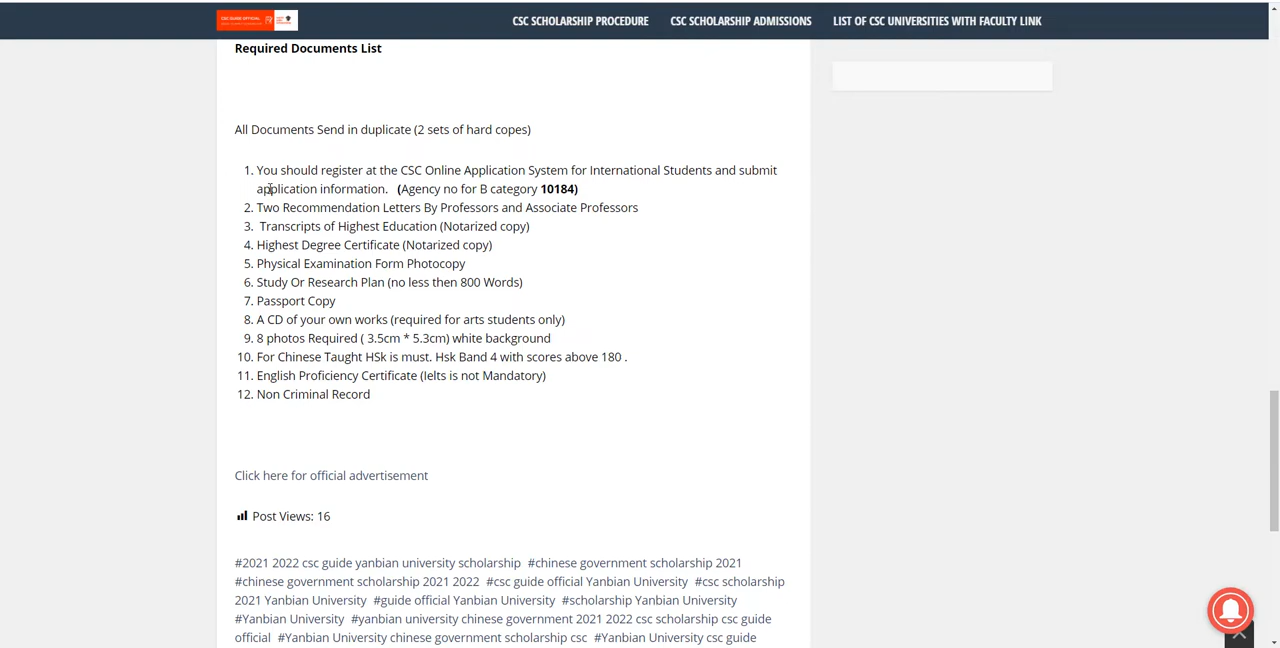 CSC GUIDE OFFICIAL
CSC SCHOLARSHIP PROCEDURE
CSC SCHOLARSHIP ADMISSIONS
LIST OF CSC UNIVERSITIES WITH FACULTY LINK
Required Documents List
All Documents Send in duplicate (2 sets of hard copes)
1. You should register at the CSC Online Application System for International Students and submit
application information.   (Agency no for B category 10184)
2. Two Recommendation Letters By Professors and Associate Professors
3.  Transcripts of Highest Education (Notarized copy)
4. Highest Degree Certificate (Notarized copy)
5. Physical Examination Form Photocopy
6. Study Or Research Plan (no less then 800 Words)
7. Passport Copy
8. A CD of your own works (required for arts students only)
9. 8 photos Required ( 3.5cm * 5.3cm) white background
10. For Chinese Taught HSk is must. Hsk Band 4 with scores above 180 .
11. English Proficiency Certificate (Ielts is not Mandatory)
12. Non Criminal Record
Click here for official advertisement
Post Views: 16
#2021 2022 csc guide yanbian university scholarship  #chinese government scholarship 2021
#chinese government scholarship 2021 2022  #csc guide official Yanbian University  #csc scholarship
2021 Yanbian University  #guide official Yanbian University  #scholarship Yanbian University
#Yanbian University  #yanbian university chinese government 2021 2022 csc scholarship csc guide
official  #Yanbian University chinese government scholarship csc  #Yanbian University csc guide